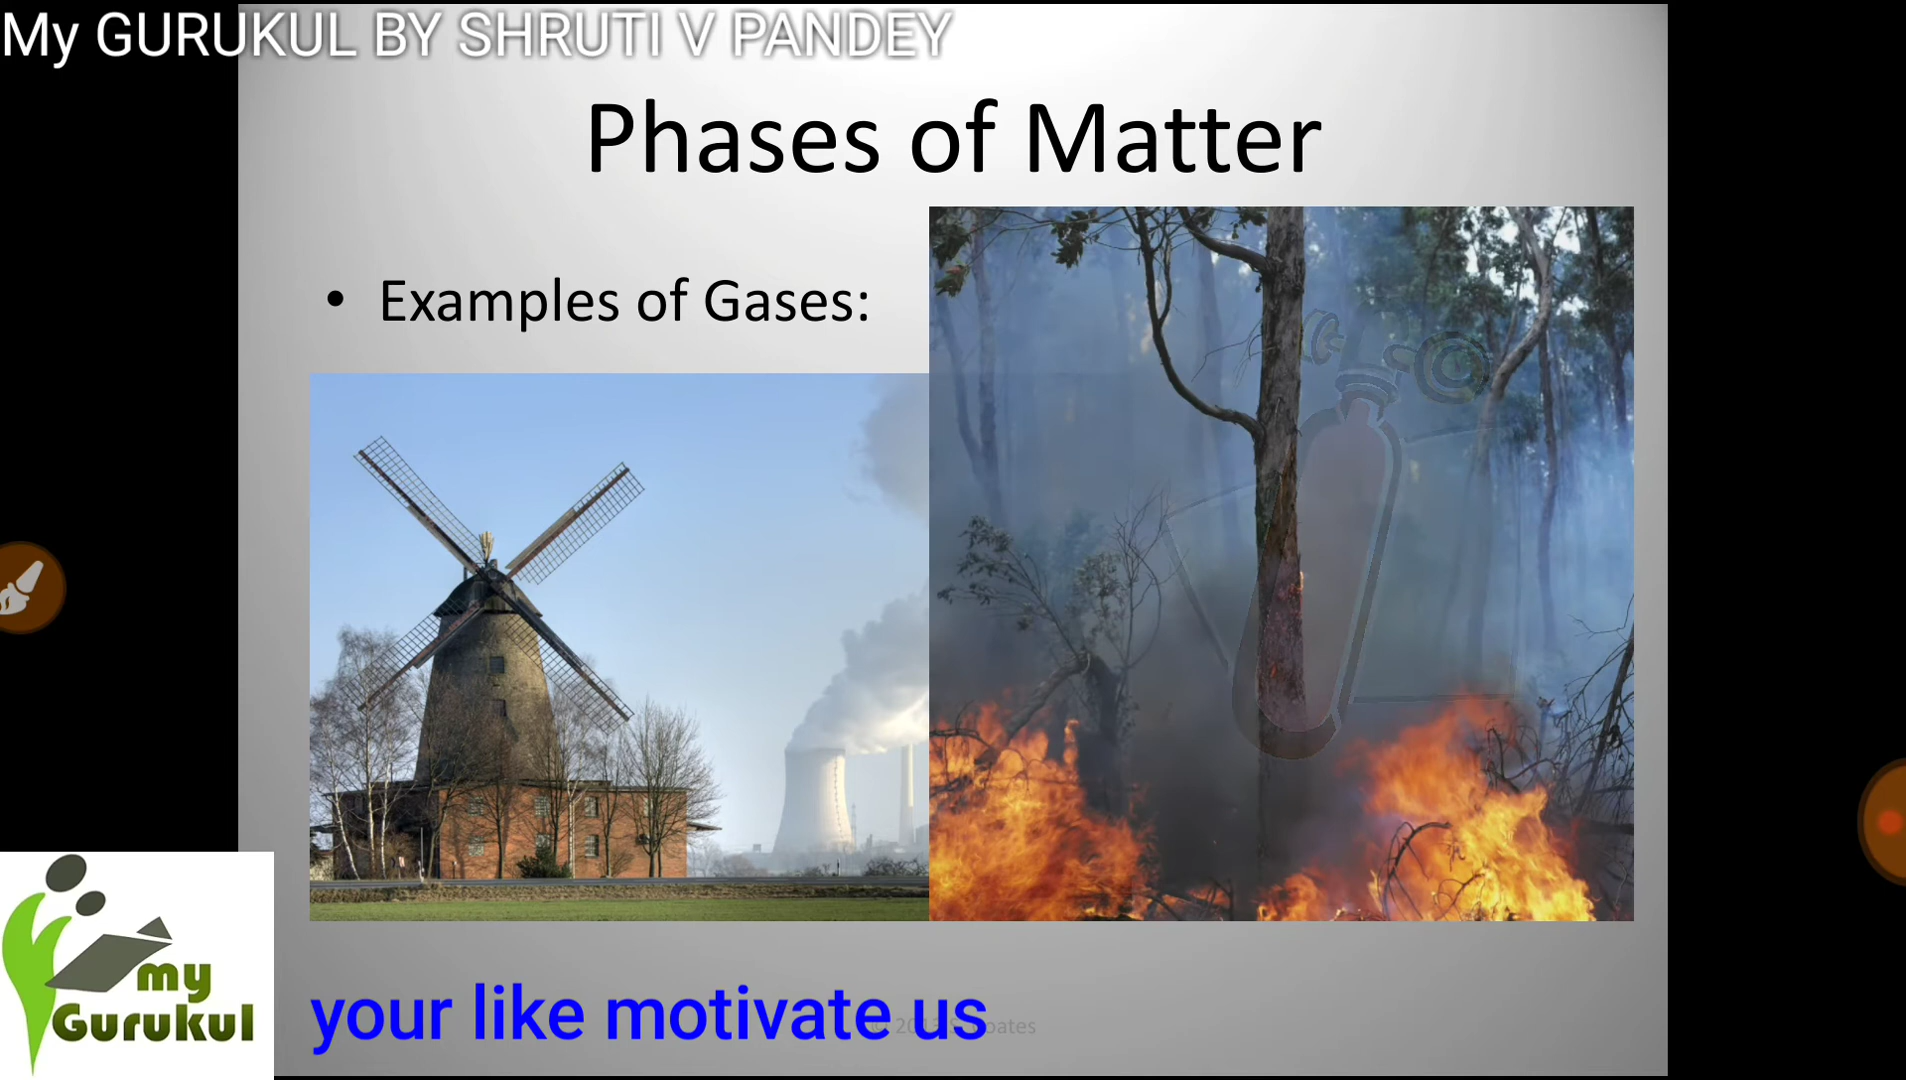 My GURUKUL BY SHRUTI V PANDEY
Phases of Matter
• Examples of Gases:
my
Gurukul
your like motivate us